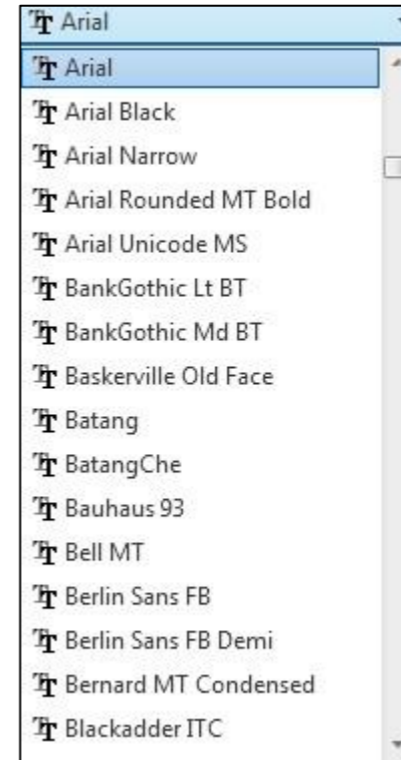 Arial
Arial
Arial Black
Arial Narrow
Arial Rounded MT Bold
Arial Unicode MS
BankGothic Lt BT
BankGothic Md BT
Baskerville Old Face
Batang
BatangChe
Bauhaus 93
Bell MT
Berlin Sans FB
Berlin Sans FB Demi
Bernard MT Condensed
Blackadder ITC